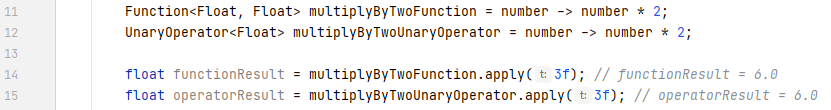 11 Function<Float, Float> multiplyByTwoFunction = number -> number * 2;
12 UnaryOperator<Float> multiplyByTwoUnaryOperator = number -> number * 2;
13
14 float functionResult = multiplyByTwoFunction.apply( t: 3f); // functionResult = 6.0
15 float operatorResult = multiplyByTwoUnaryOperator.apply( t: 3f); // operatorResult = 6.0